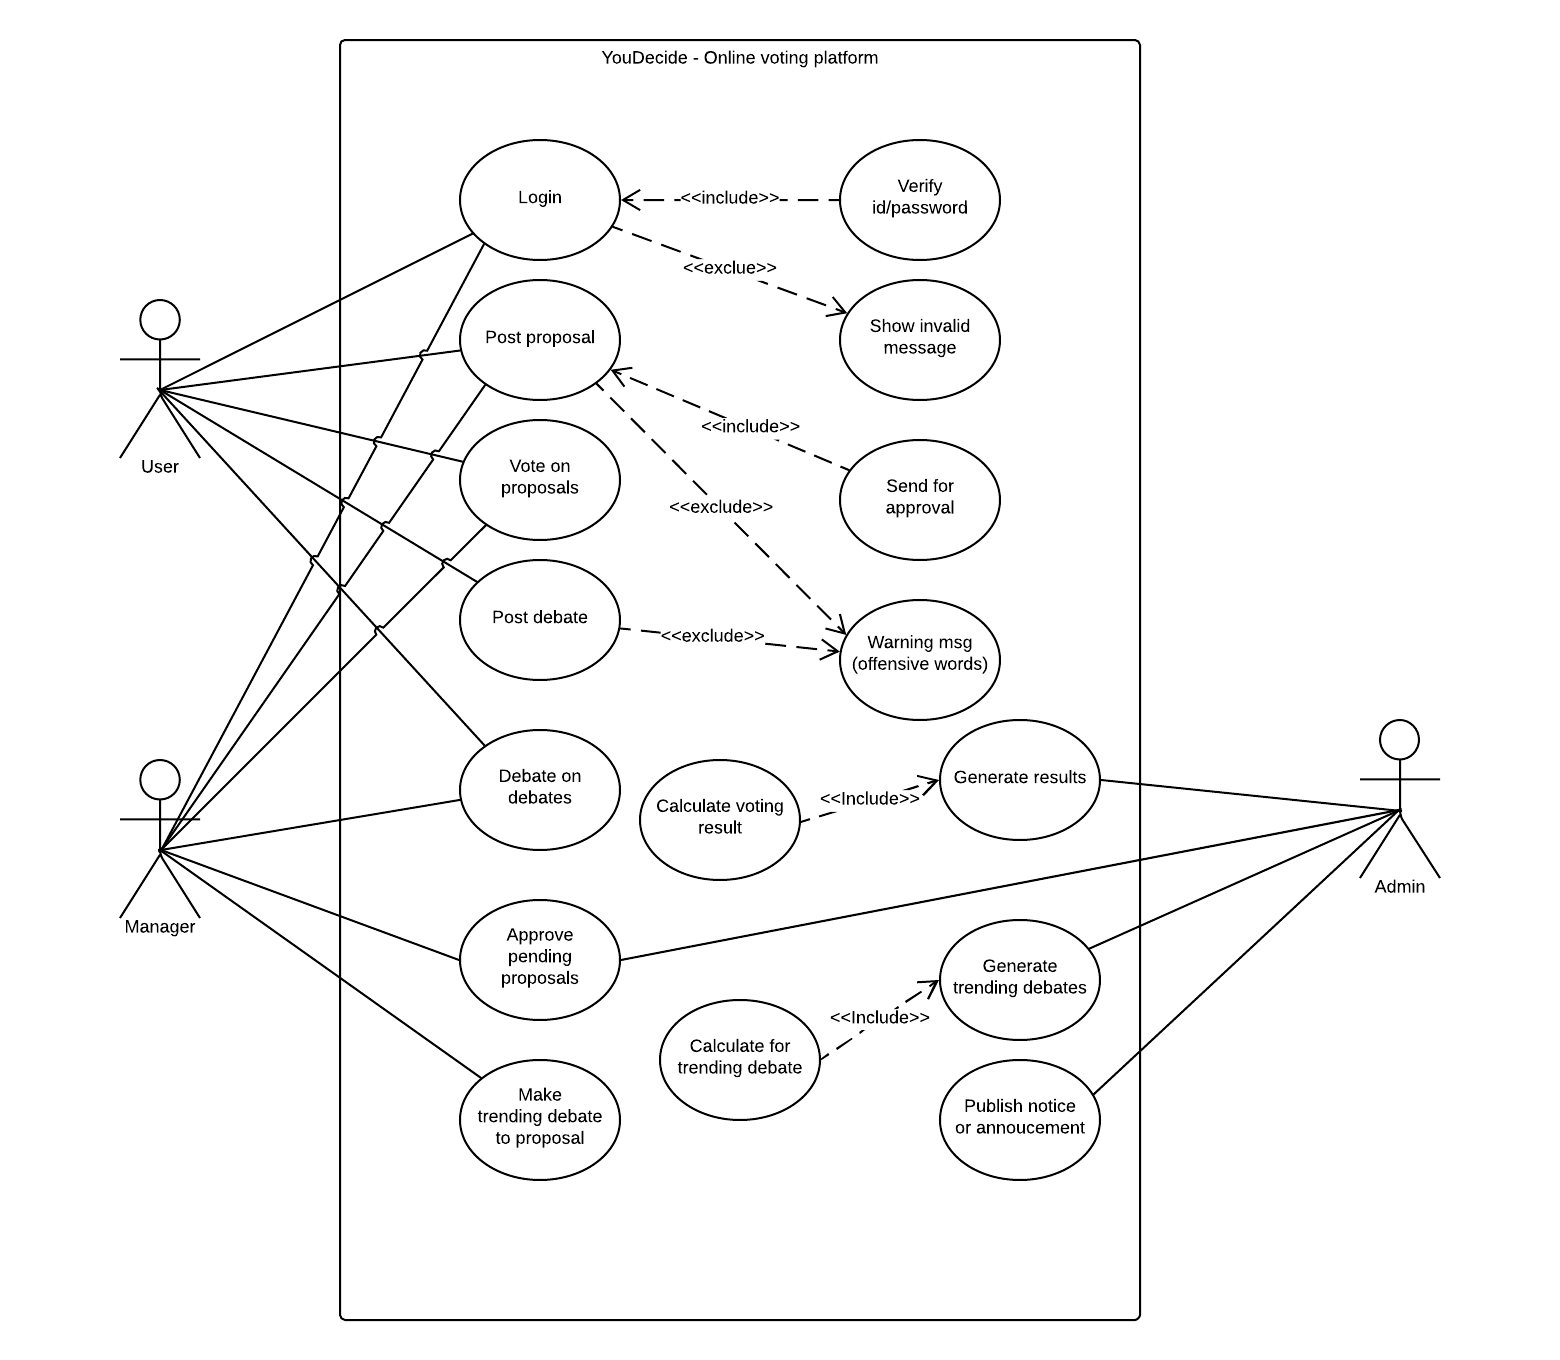 YouDecide - Online voting platform
Login
<<include>>
Verify
id/password
<<exclue>>
Post proposal
Show invalid
message
<<include>>
User
Vote on
proposals
<<exclude>>
Send for
approval
Post debate
<<exclude>>
Warning msg
(offensive words)
Debate on
debates
Calculate voting
result
<<Include>>
Generate results
Admin
Manager
Approve
pending
proposals
Generate
trending debates
<<Include>>
Calculate for
trending debate
Make
trending debate
to proposal
Publish notice
or annoucement